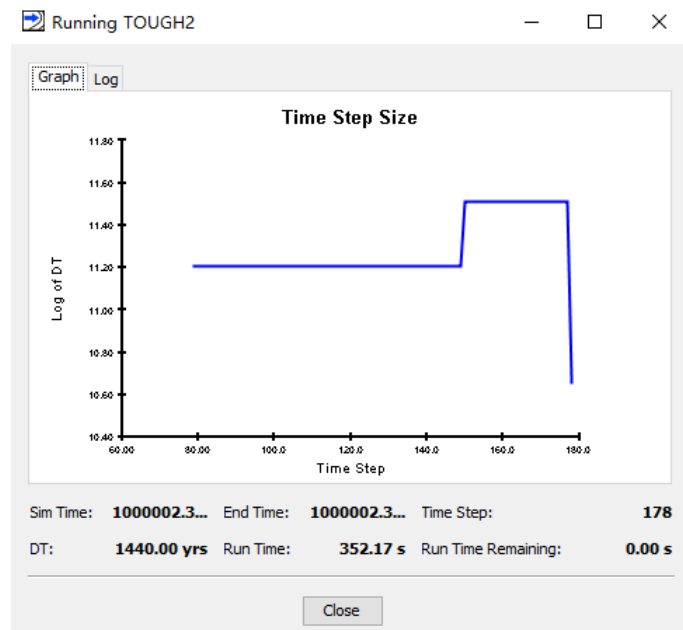 Running TOUGH2
Graph Log
Time Step Size
11.80
11.60
11.40
11.20
11.00
10.80
10.60
10.40
Log of DT
60.00 80.00 100.0 120.0 140.0 160.0 180.0
Time Step
Sim Time: 1000002.3... End Time: 1000002.3... Time Step: 178
DT: 1440.00 yrs Run Time: 352.17 s Run Time Remaining: 0.00 s
Close